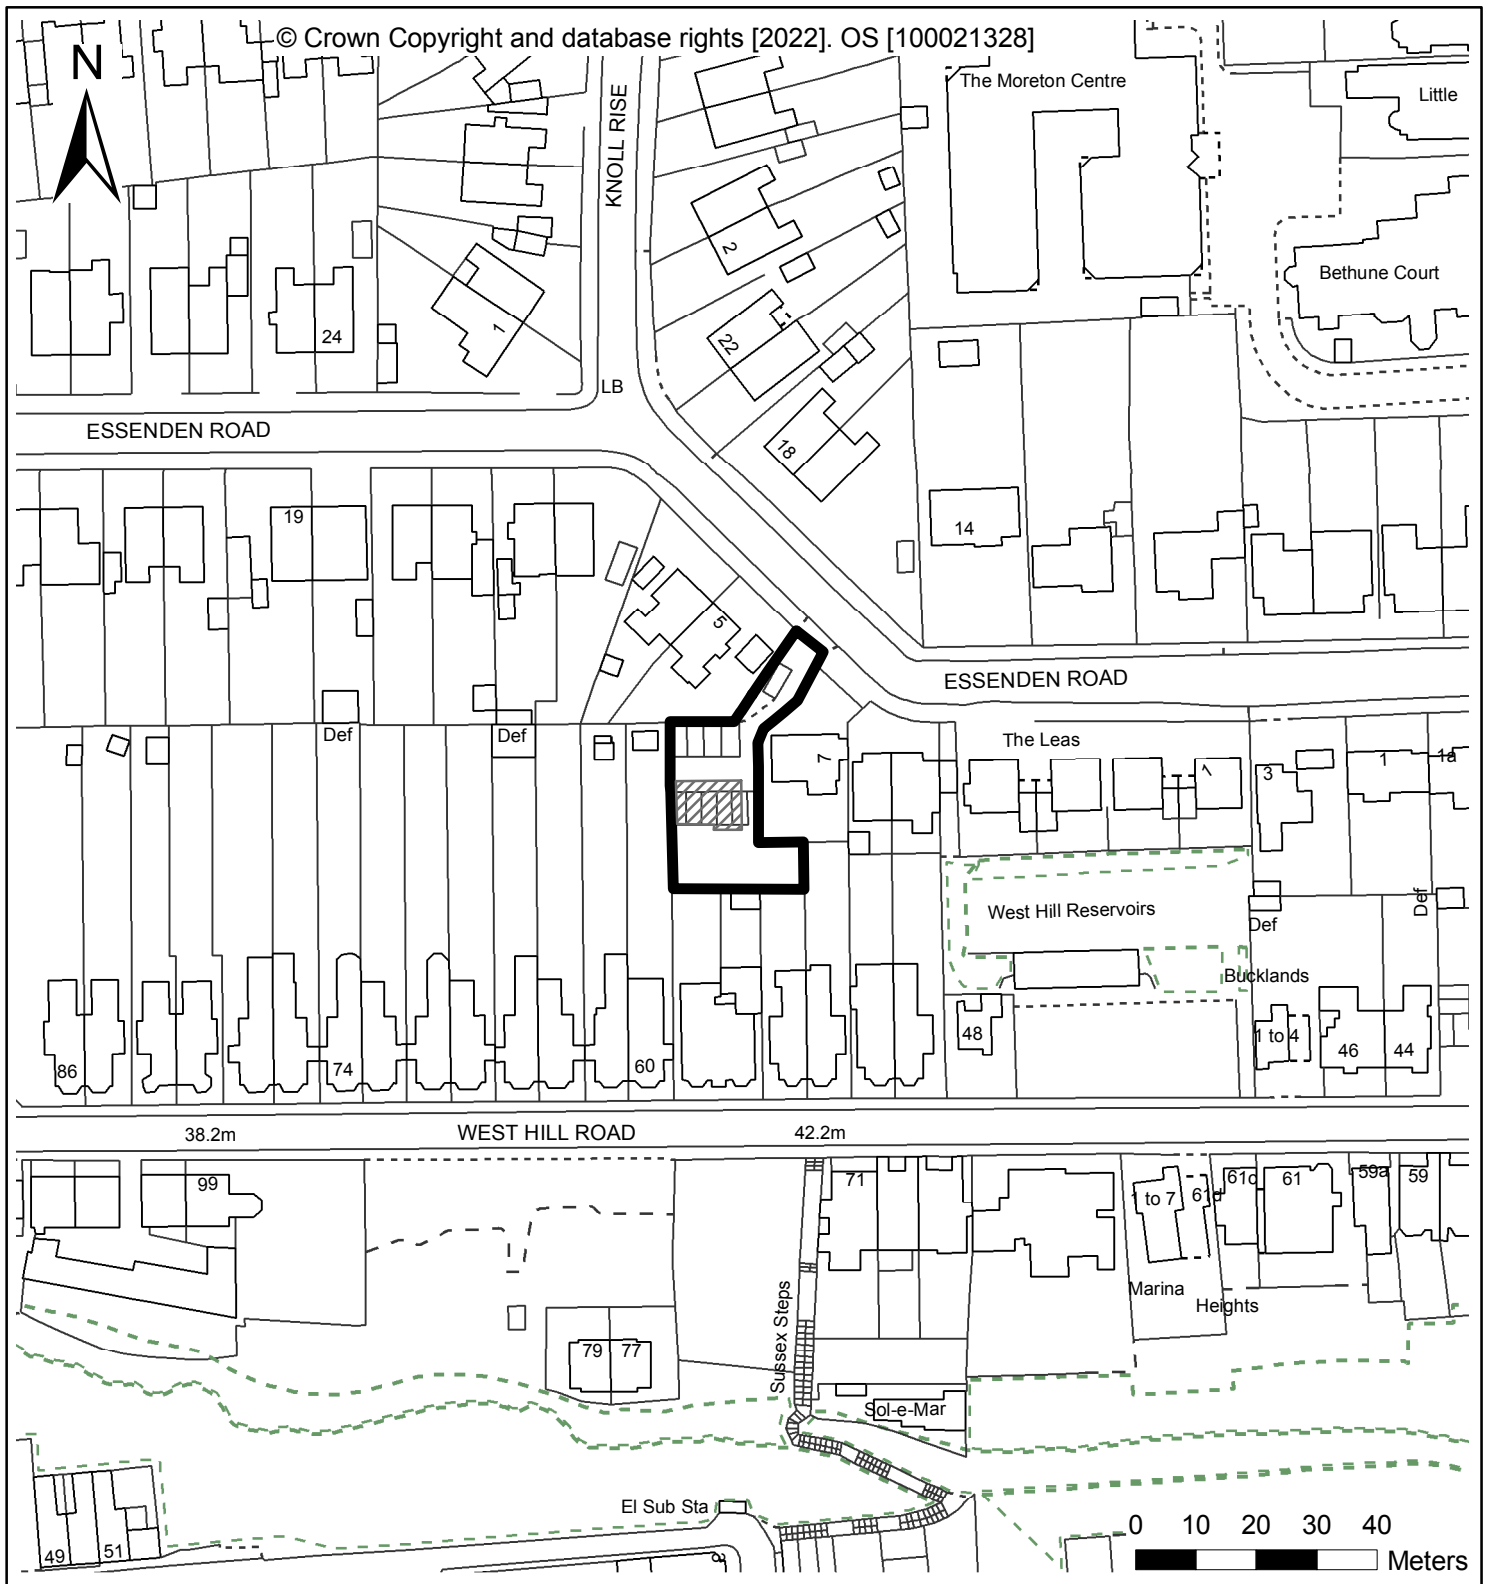 © Crown Copyright and database rights [2022]. OS [100021328]
N
KNOLL RISE
The Moreton Centre
Little
2
Bethune Court
24
1
22
LB
ESSENDEN ROAD
18
19
14
5
ESSENDEN ROAD
Def
Def
The Leas
7
1
3
1
1a
West Hill Reservoirs
Def
Def
Bucklands
48
1 to 4
46
44
86
74
60
38.2m
WEST HILL ROAD
42.2m
99
71
1 to 7
61d
61c
61
59a
59
Marina
Heights
Sussex Steps
79
77
Sol-e-Mar
El Sub Sta
49
51
8
0 10 20 30 40
Meters